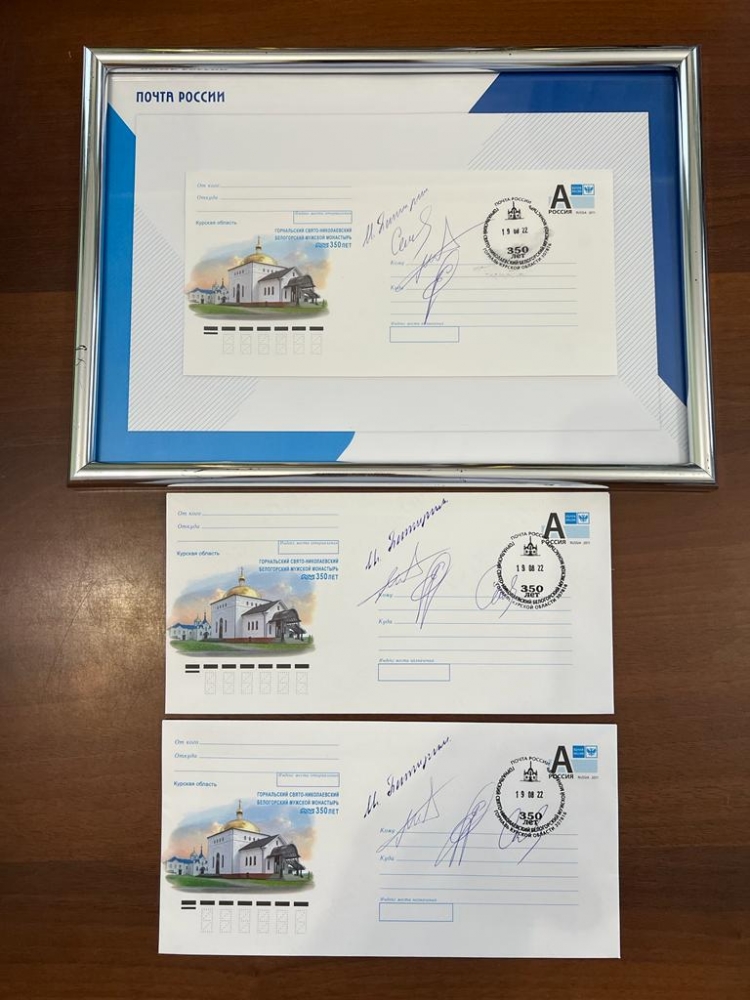 ПОЧТА РОССИИ
От кого
Откуда
Индекс места отправления
Курская область
ГОРНАЛЬСКИЙ СВЯТО-НИКОЛАЕВСКИЙ
БЕЛОГОРСКИЙ МУЖСКОЙ МОНАСТЫРЬ
350 ЛЕТ
А
РОССИЯ
ПОЧТА РОССИИ
19 08 22
350
ЛЕТ
Кому
Индекс места назначения
От кого
Откуда
Индекс места отправления
Курская область
ГОРНАЛЬСКИЙ СВЯТО-НИКОЛАЕВСКИЙ
БЕЛОГОРСКИЙ МУЖСКОЙ МОНАСТЫРЬ
350 ЛЕТ
А
РОССИЯ
ПОЧТА РОССИИ
19 08 22
350
ЛЕТ
Кому
Куда
Индекс места назначения
От кого
Откуда
Индекс места отправления
Курская область
ГОРНАЛЬСКИЙ СВЯТО-НИКОЛАЕВСКИЙ
БЕЛОГОРСКИЙ МУЖСКОЙ МОНАСТЫРЬ
350 ЛЕТ
А
РОССИЯ
ПОЧТА РОССИИ
19 08 22
350
ЛЕТ
Кому
Куда
Индекс места назначения